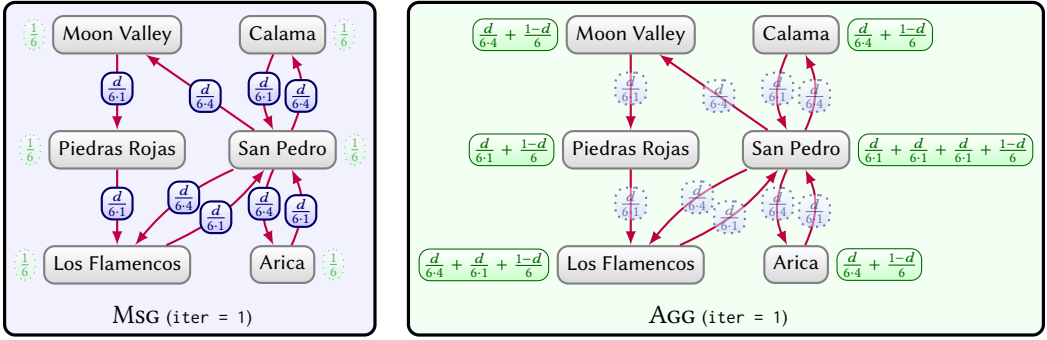 1/6 Moon Valley Calama 1/6
d/6·1 d/6·4 d/6·1 d/6·4
1/6 Piedras Rojas San Pedro 1/6
d/6·1 d/6·4 d/6·1 d/6·4 d/6·1
1/6 Los Flamencos Arica 1/6
Msg (iter = 1)
d/6·4 + 1−d/6 Moon Valley Calama d/6·4 + 1−d/6
d/6·1 d/6·4 d/6·1 d/6·4
d/6·1 + 1−d/6 Piedras Rojas San Pedro d/6·1 + d/6·1 + d/6·1 + 1−d/6
d/6·1 d/6·4 d/6·1 d/6·4 d/6·1
d/6·4 + d/6·1 + 1−d/6 Los Flamencos Arica d/6·4 + 1−d/6
Agg (iter = 1)